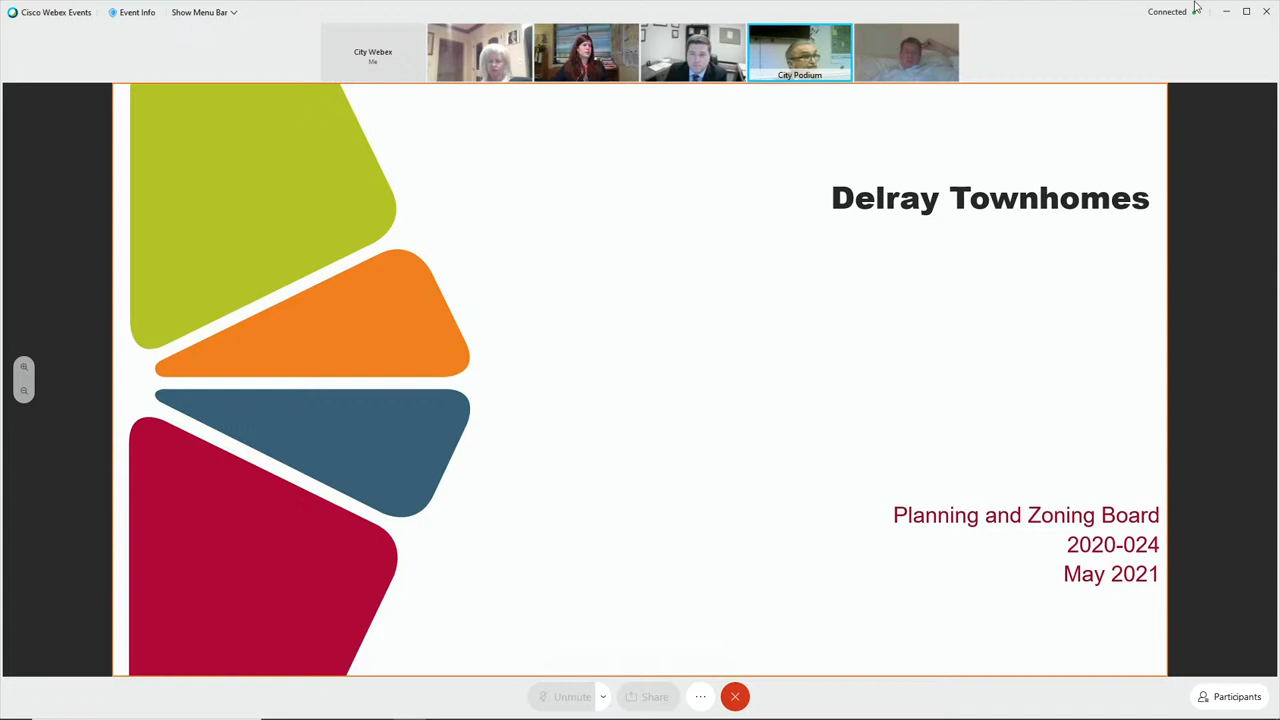 Cisco Webex Events
Event Info
Show Menu Bar
Connected
City Webex
Me
City Podium
Delray Townhomes
Planning and Zoning Board
2020-024
May 2021
Unmute
Share
Participants